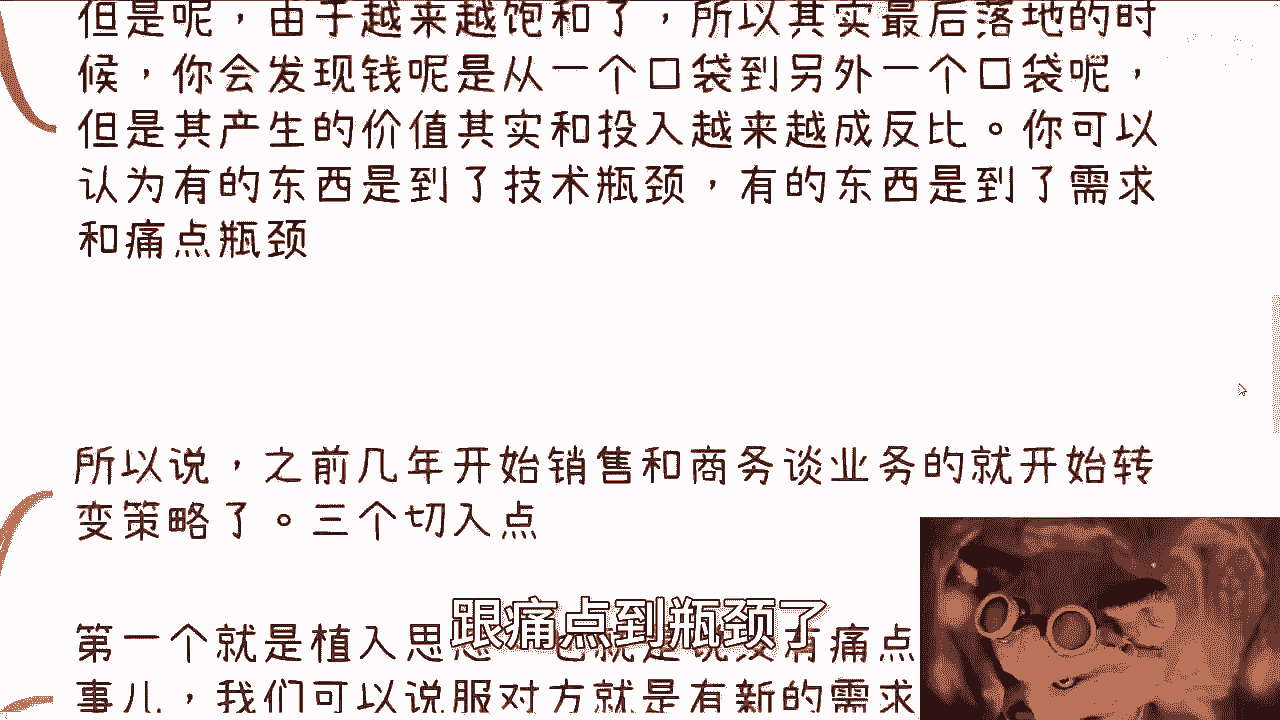 但是呢，由于越来越饱和了，所以其实最后落地的时
候，你会发现钱呢是从一个口袋到另外一个口袋呢，
但是其产生的价值其实和投入越来越成反比。你可以
认为有的东西是到了技术瓶颈，有的东西是到了需求
和痛点瓶颈
所以说，之前几年开始销售和商务谈业务的就开始转
变策略了。三个切入点
跟痛点到瓶颈了
第一个就是植入思 有痛点
事儿，我们可以说服对方就是有新的需求